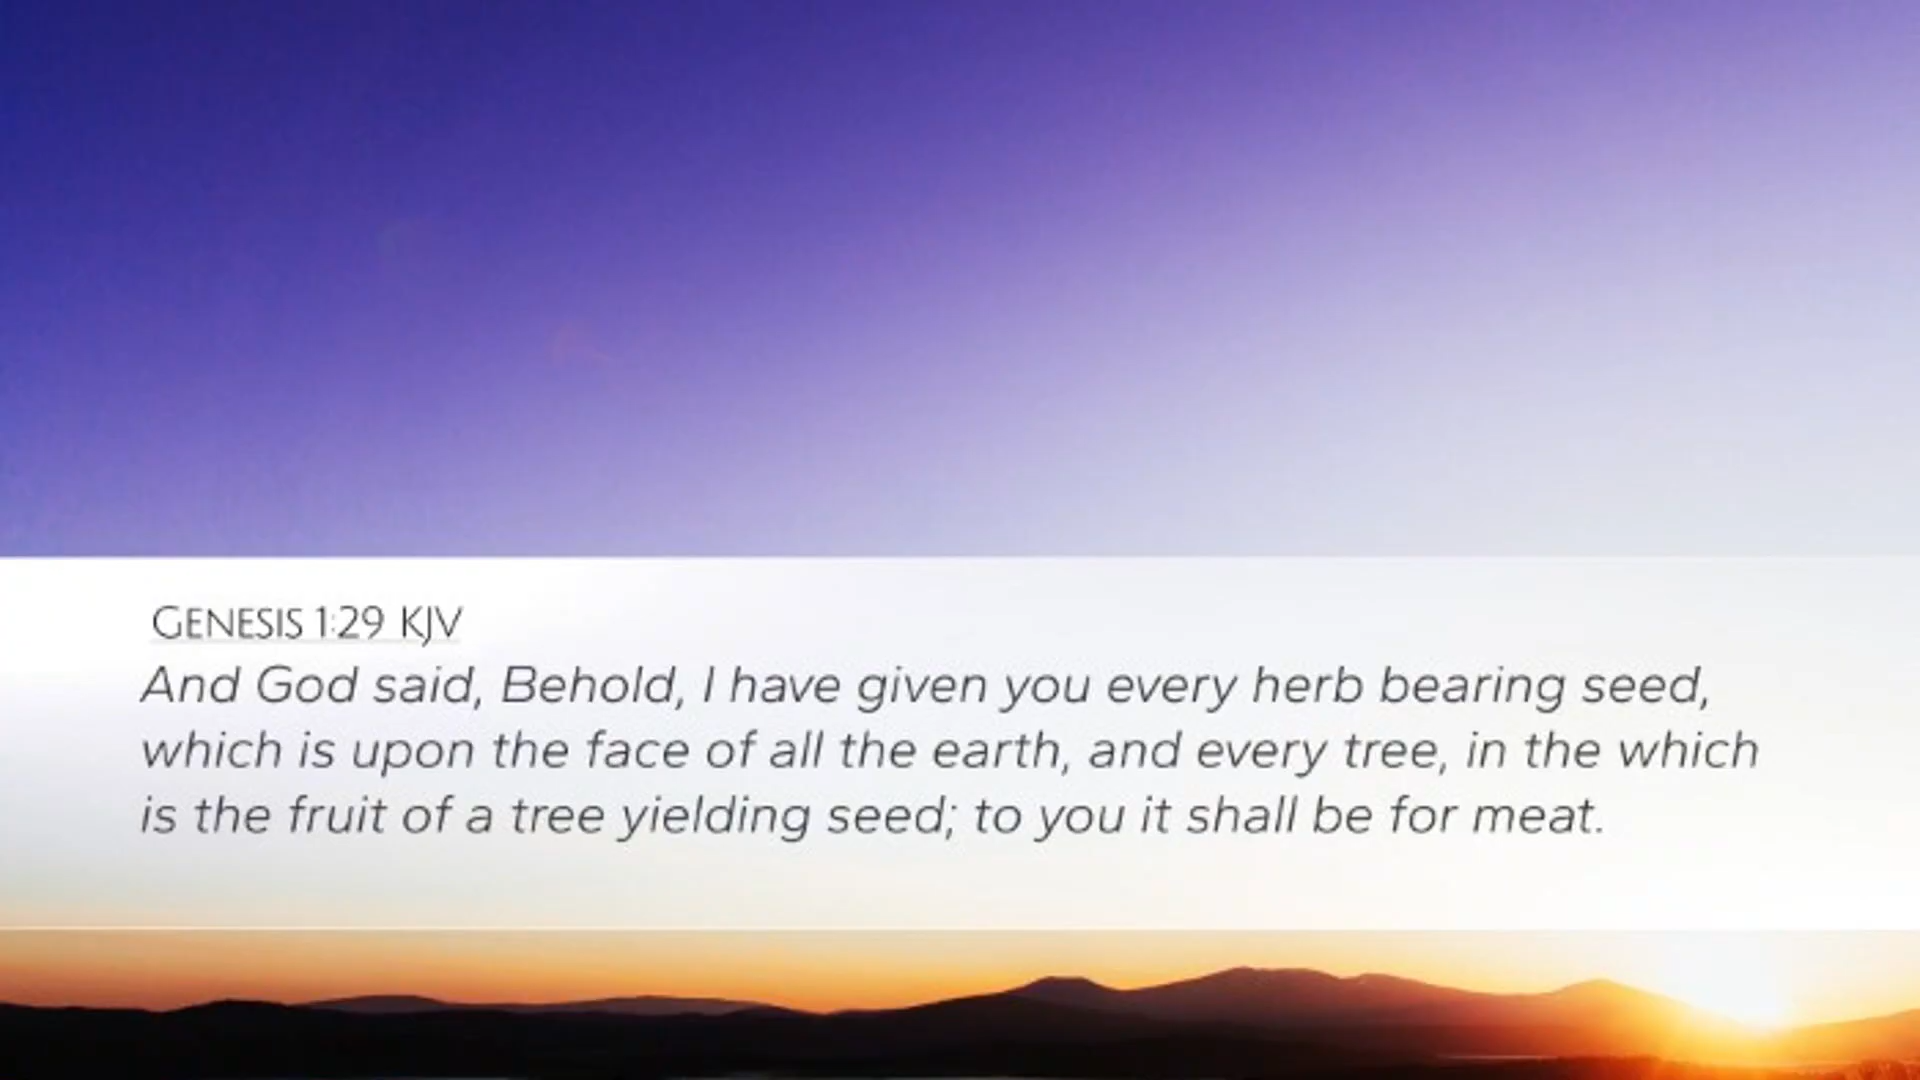 GENESIS 1:29 KJV
And God said, Behold, I have given you every herb bearing seed,
which is upon the face of all the earth, and every tree, in the which
is the fruit of a tree yielding seed; to you it shall be for meat.